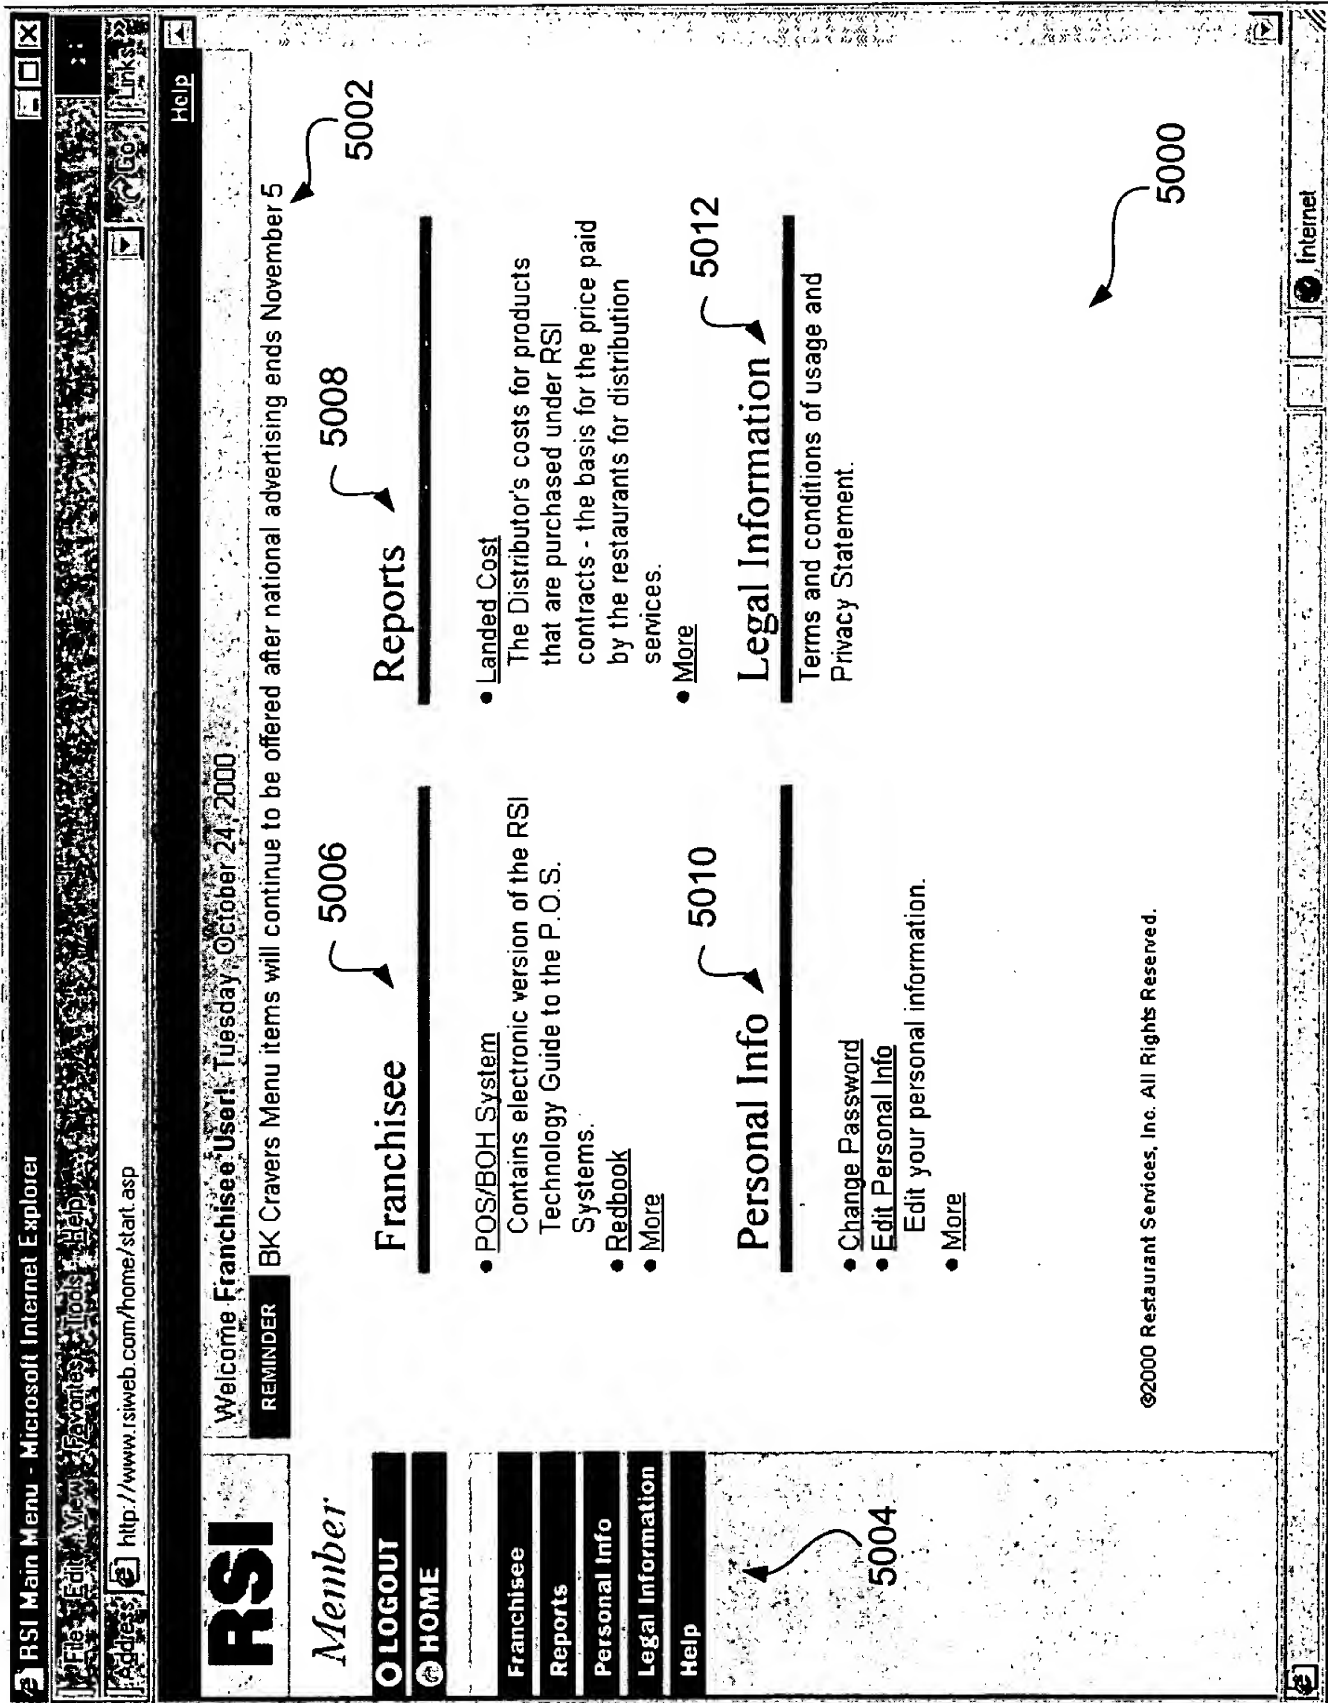 RSI Main Menu - Microsoft Internet Explorer
File Edit View Favorites Tools Help
Address http://www.rsiweb.com/home/start.asp Go Links »
Help
RSI
Welcome Franchisee User! Tuesday, October 24, 2000
REMINDER BK Cravers Menu items will continue to be offered after national advertising ends November 5
5002
Member
LOGOUT
HOME
Franchisee
Reports
Personal Info
Legal Information
Help
5004
5006
Franchisee
• POS/BOH System
Contains electronic version of the RSI
Technology Guide to the P.O.S.
Systems.
• Redbook
• More
5008
Reports
• Landed Cost
The Distributor's costs for products
that are purchased under RSI
contracts - the basis for the price paid
by the restaurants for distribution
services.
• More
5010
Personal Info
• Change Password
• Edit Personal Info
Edit your personal information.
• More
5012
Legal Information
Terms and conditions of usage and
Privacy Statement.
5000
©2000 Restaurant Services, Inc. All Rights Reserved.
Internet